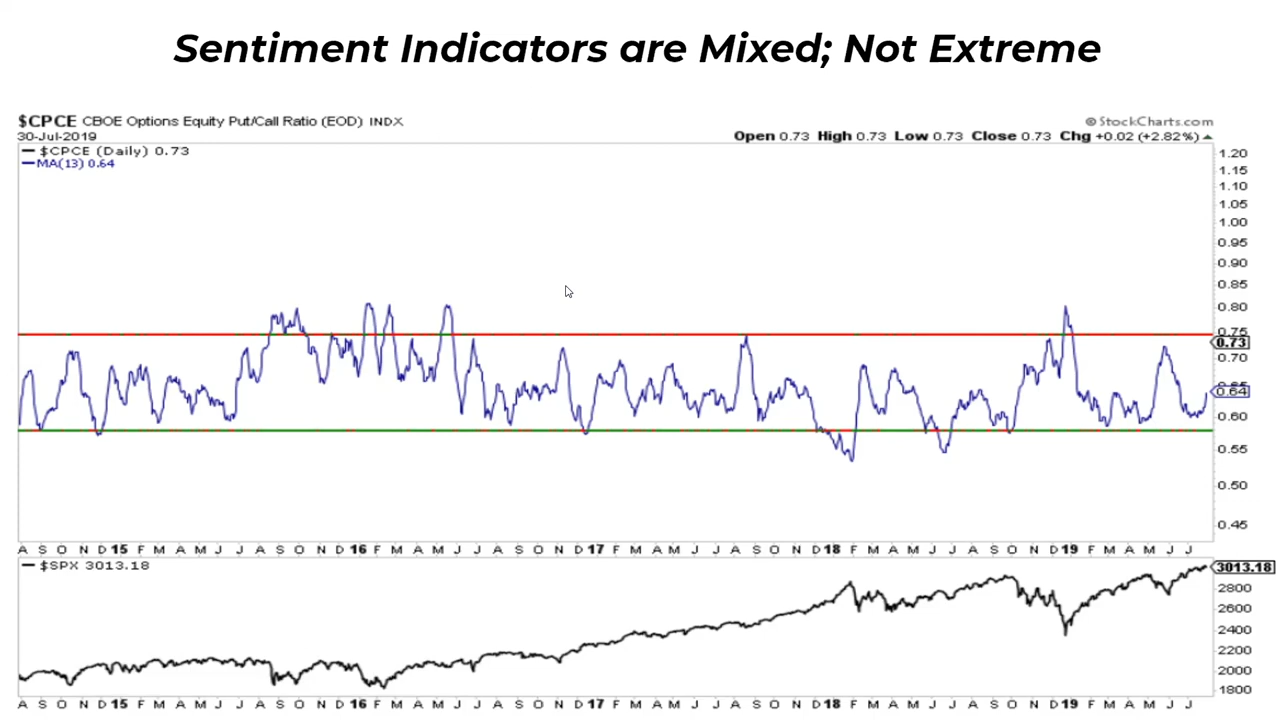 Sentiment Indicators are Mixed; Not Extreme
$CPCE CBOE Options Equity Put/Call Ratio (EOD) INDX
© StockCharts.com
30-Jul-2019
Open 0.73 High 0.73 Low 0.73 Close 0.73 Chg +0.02 (+2.82%)
$CPCE (Daily) 0.73
MA(13) 0.64
1.20
1.15
1.10
1.05
1.00
0.95
0.90
0.85
0.80
0.75
0.73
0.70
0.65
0.64
0.60
0.55
0.50
0.45
A S O N D 15 F M A M J J A S O N D 16 F M A M J J A S O N D 17 F M A M J J A S O N D 18 F M A M J J A S O N D 19 F M A M J J
$SPX 3013.18
3013.18
2800
2600
2400
2200
2000
1800
A S O N D 15 F M A M J J A S O N D 16 F M A M J J A S O N D 17 F M A M J J A S O N D 18 F M A M J J A S O N D 19 F M A M J J